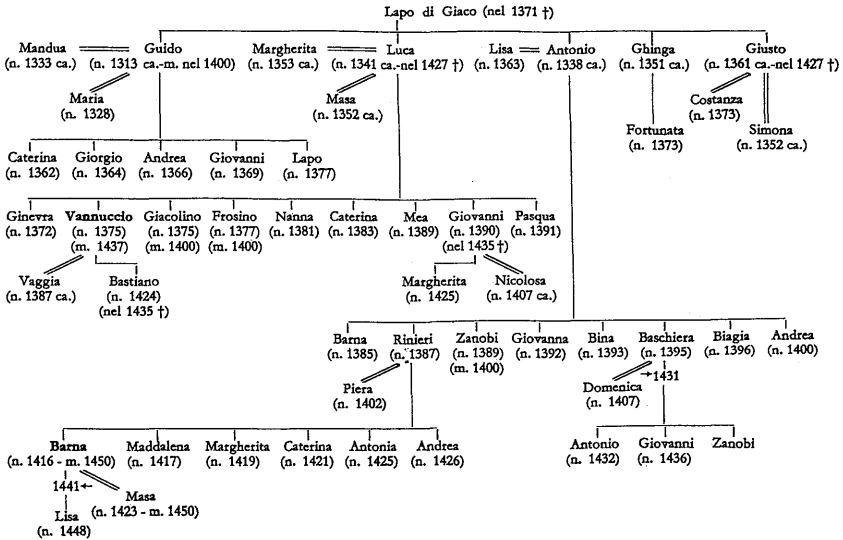 Lapo di Giaco (nel 1371 †)
Mandua Guido Margherita Luca Lisa Antonio Ghinga Giusto
(n. 1333 ca.) (n. 1313 ca.-m. nel 1400) (n. 1353 ca.) (n. 1341 ca.-nel 1427 †) (n. 1363) (n. 1338 ca.) (n. 1351 ca.) (n. 1361 ca.-nel 1427 †)
Maria Masa Costanza
(n. 1328) (n. 1352 ca.) (n. 1373)
Fortunata Simona
(n. 1373) (n. 1352 ca.)
Caterina Giorgio Andrea Giovanni Lapo
(n. 1362) (n. 1364) (n. 1366) (n. 1369) (n. 1377)
Ginevra Vannuccio Giacolino Frosino Nanna Caterina Mea Giovanni Pasqua
(n. 1372) (n. 1375) (n. 1375) (n. 1377) (n. 1381) (n. 1383) (n. 1389) (n. 1390) (n. 1391)
(m. 1437) (m. 1400) (m. 1400) (nel 1435 †)
Vaggia Bastiano Margherita Nicolosa
(n. 1387 ca.) (n. 1424) (n. 1425) (n. 1407 ca.)
(nel 1435 †)
Barna Rinieri Zanobi Giovanna Bina Baschiera Biagia Andrea
(n. 1385) (n. 1387) (n. 1389) (n. 1392) (n. 1393) (n. 1395) (n. 1396) (n. 1400)
(m. 1400)
→1431
Piera Domenica
(n. 1402) (n. 1407)
Barna Maddalena Margherita Caterina Antonia Andrea Antonio Giovanni Zanobi
(n. 1416 - m. 1450) (n. 1417) (n. 1419) (n. 1421) (n. 1425) (n. 1426) (n. 1432) (n. 1436)
1441←
Masa
(n. 1423 - m. 1450)
Lisa
(n. 1448)